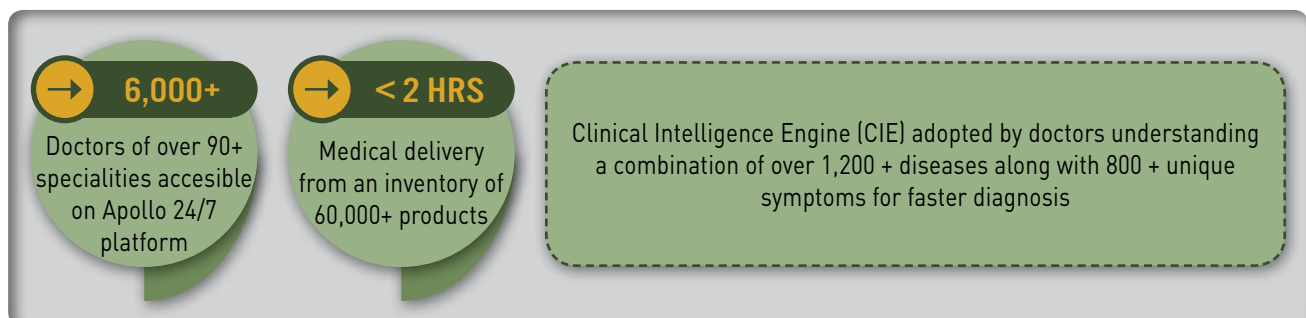 6,000+
Doctors of over 90+
specialities accesible
on Apollo 24/7
platform
< 2 HRS
Medical delivery
from an inventory of
60,000+ products
Clinical Intelligence Engine (CIE) adopted by doctors understanding
a combination of over 1,200 + diseases along with 800 + unique
symptoms for faster diagnosis